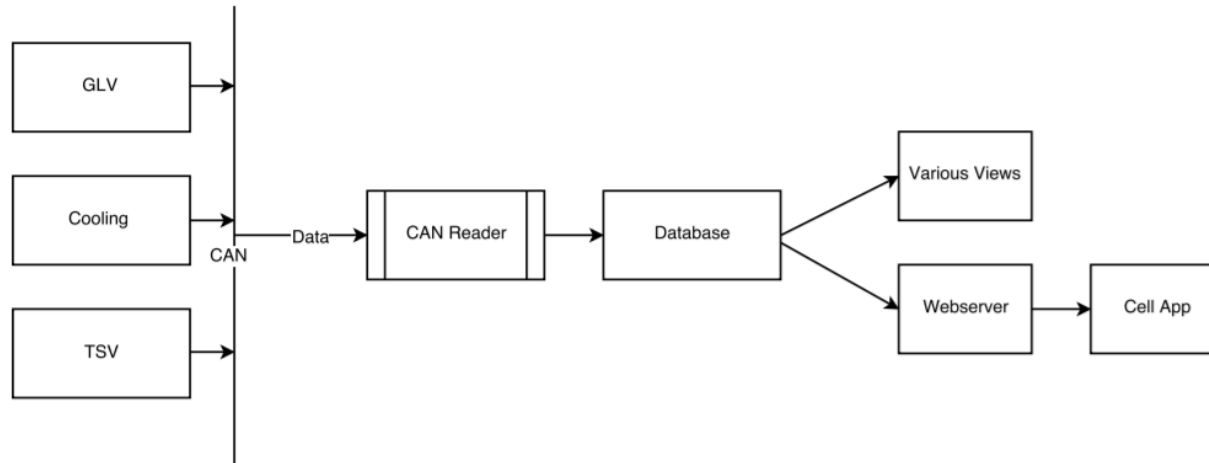 GLV
Cooling
TSV
CAN
Data
CAN Reader
Database
Various Views
Webserver
Cell App